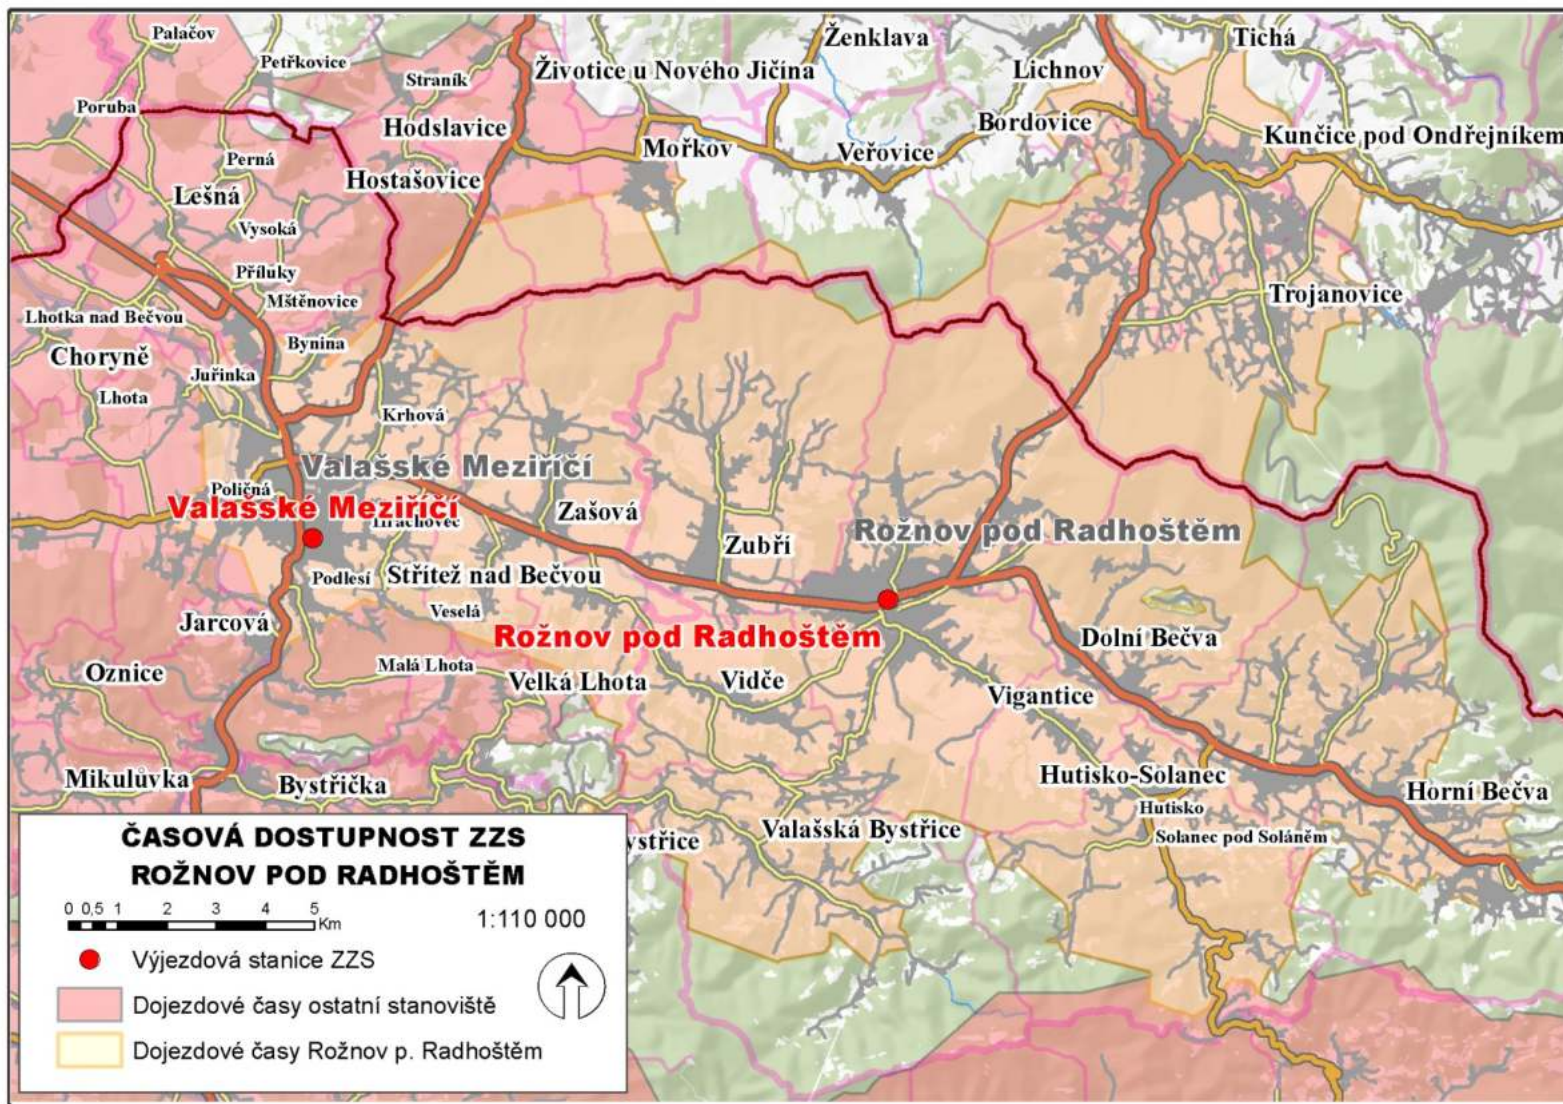 Palačov
Petřkovice
Straník
Životice u Nového Jičína
Ženklava
Lichnov
Tichá
Poruba
Hodslavice
Mořkov
Veřovice
Bordovice
Kunčice pod Ondřejníkem
Perná
Hostašovice
Lešná
Vysoká
Příluky
Mštěnovice
Trojanovice
Lhotka nad Bečvou
Bynina
Choryně
Juřinka
Lhota
Krhová
Valašské Meziříčí
Poličná
Valašské Meziříčí
Hrachovec
Zašová
Zubří
Rožnov pod Radhoštěm
Podlesí
Střítež nad Bečvou
Veselá
Jarcová
Rožnov pod Radhoštěm
Dolní Bečva
Malá Lhota
Oznice
Velká Lhota
Vidče
Vigantice
Mikulůvka
Bystřička
Hutisko-Solanec
Horní Bečva
Hutisko
Solanec pod Soláněm
Valašská Bystřice
ystřice
ČASOVÁ DOSTUPNOST ZZS
ROŽNOV POD RADHOŠTĚM
0 0,5 1 2 3 4 5
Km
1:110 000
Výjezdová stanice ZZS
Dojezdové časy ostatní stanoviště
Dojezdové časy Rožnov p. Radhoštěm